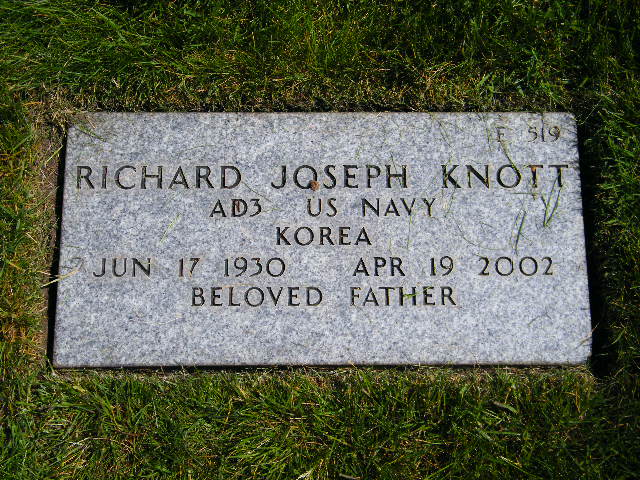 E 519
RICHARD JOSEPH KNOTT
AD3 US NAVY
KOREA
JUN 17 1930 APR 19 2002
BELOVED FATHER